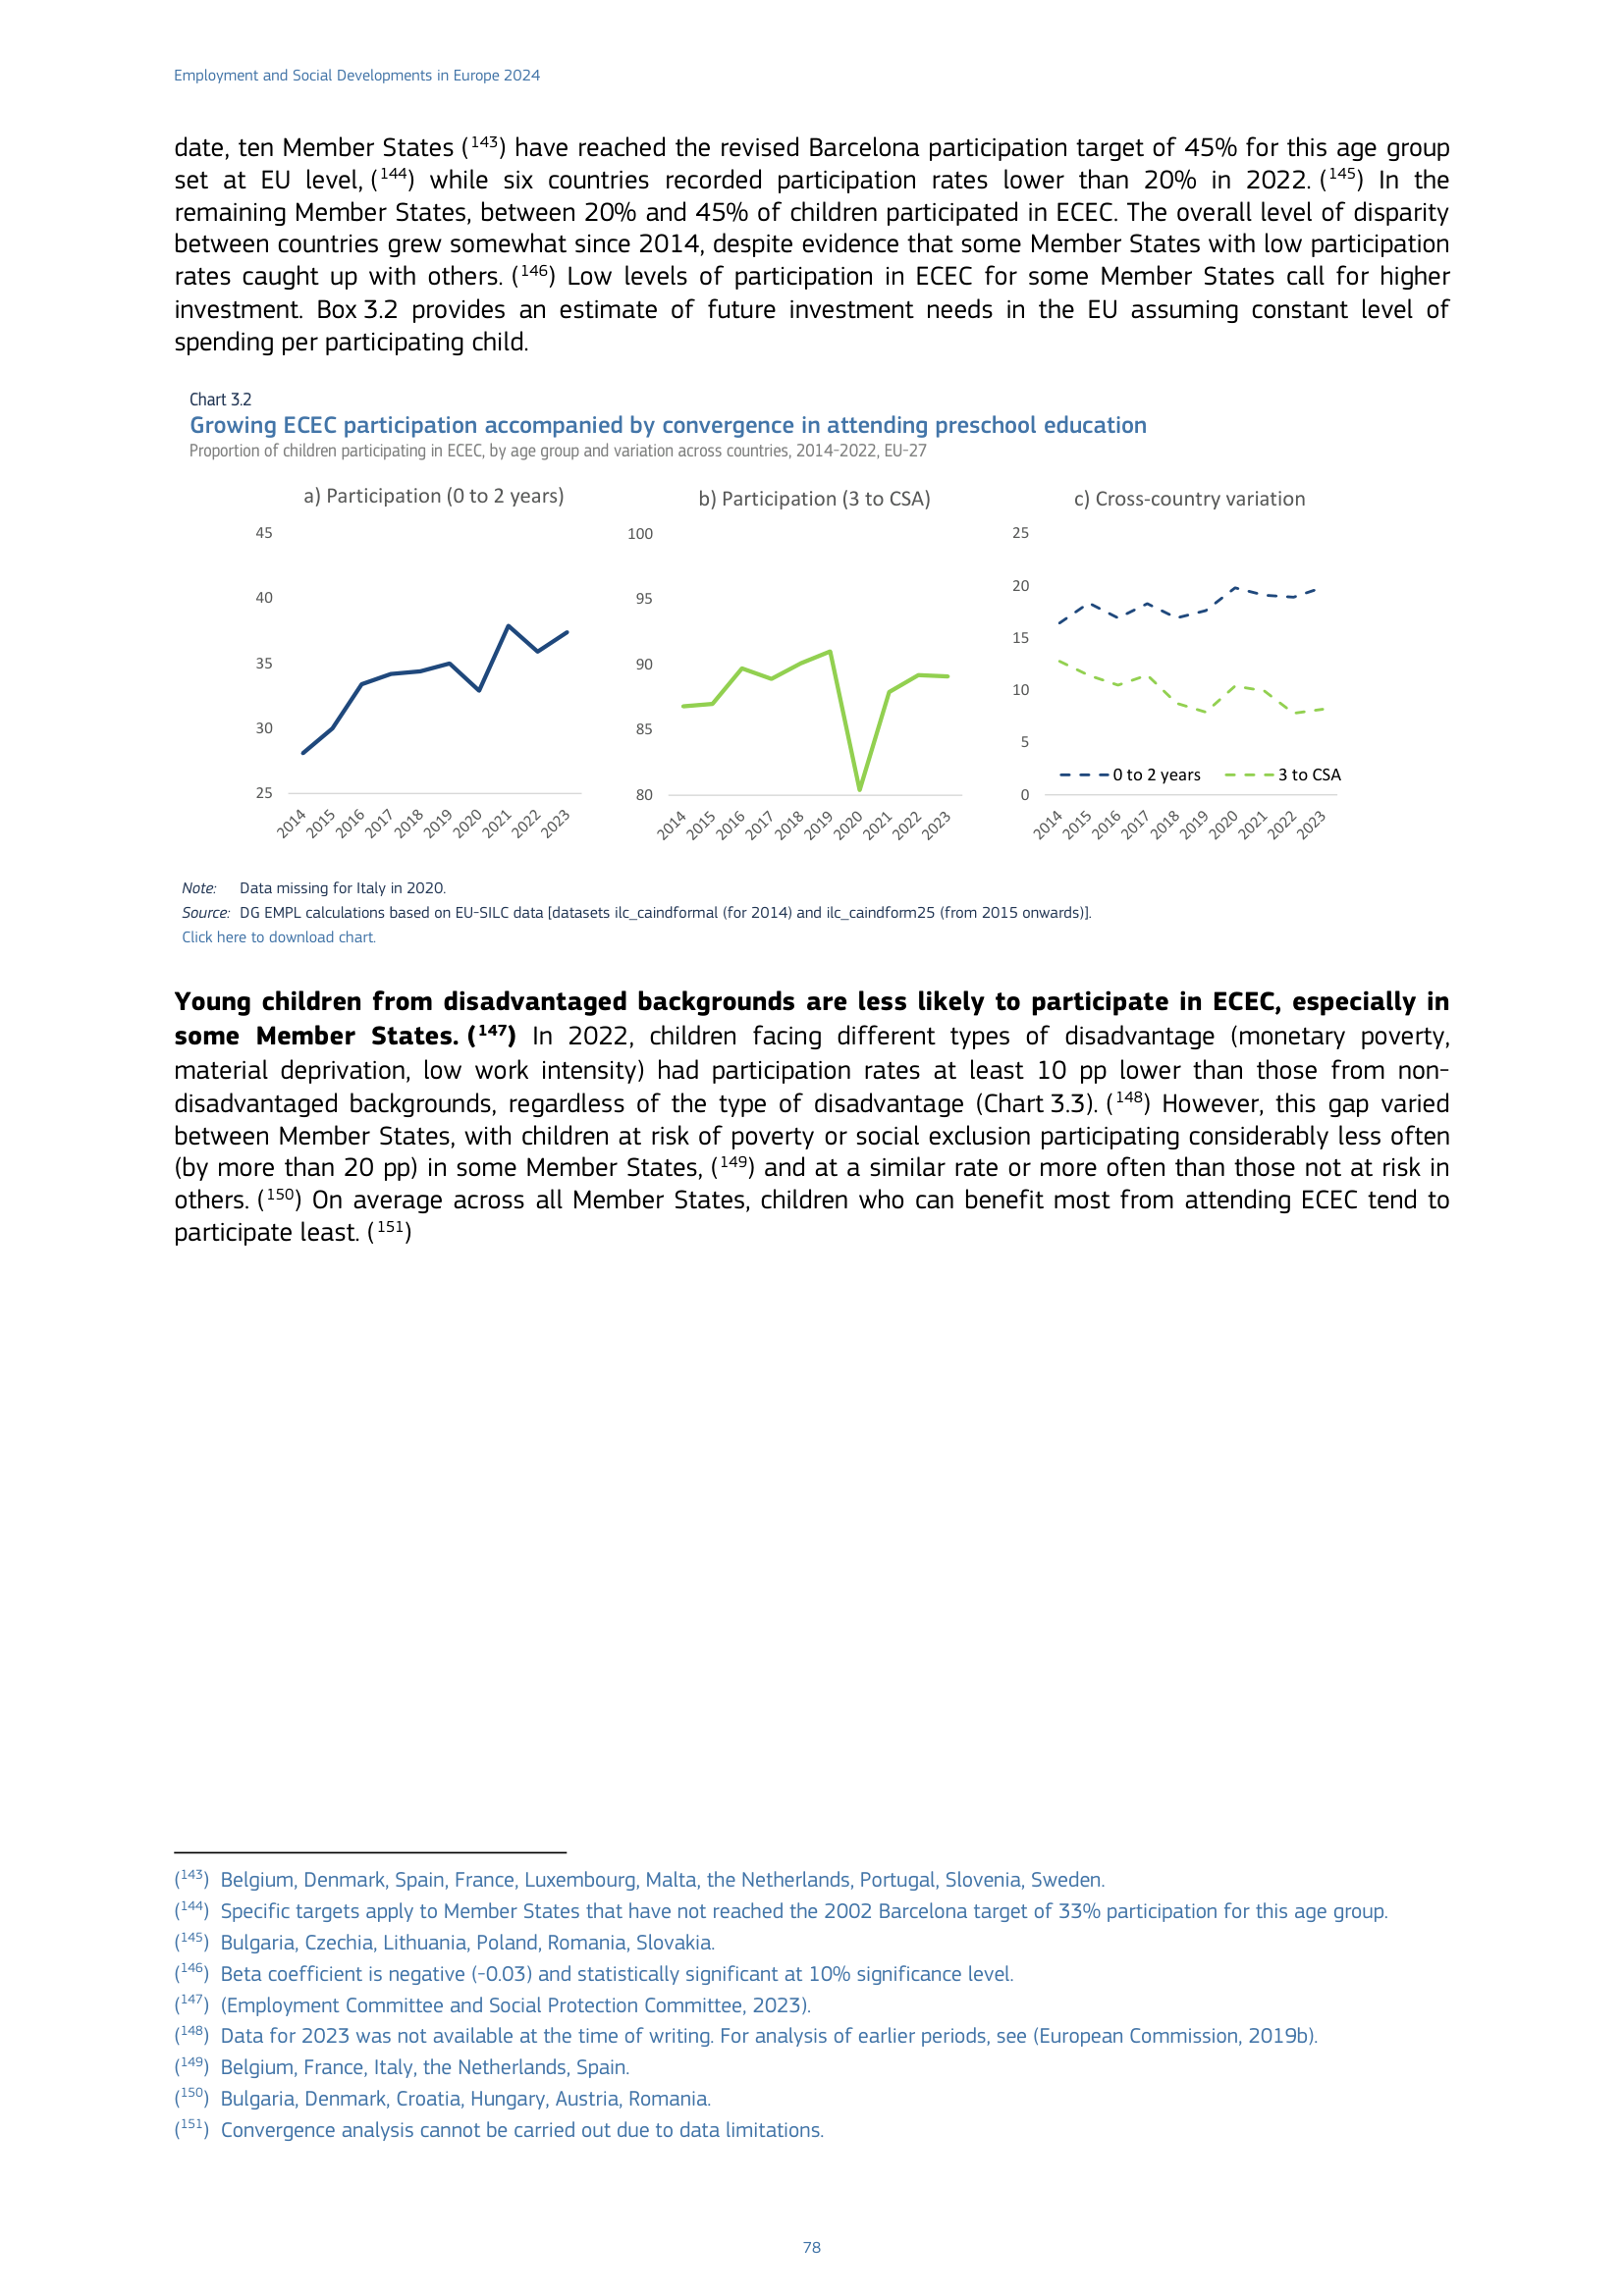 Employment and Social Developments in Europe 2024
date, ten Member States (143) have reached the revised Barcelona participation target of 45% for this age group
set at EU level, (144) while six countries recorded participation rates lower than 20% in 2022. (145) In the
remaining Member States, between 20% and 45% of children participated in ECEC. The overall level of disparity
between countries grew somewhat since 2014, despite evidence that some Member States with low participation
rates caught up with others. (146) Low levels of participation in ECEC for some Member States call for higher
investment. Box 3.2 provides an estimate of future investment needs in the EU assuming constant level of
spending per participating child.
Chart 3.2
Growing ECEC participation accompanied by convergence in attending preschool education
Proportion of children participating in ECEC, by age group and variation across countries, 2014-2022, EU-27
a) Participation (0 to 2 years)
45
40
35
30
25
2014 2015 2016 2017 2018 2019 2020 2021 2022 2023
b) Participation (3 to CSA)
100
95
90
85
80
2014 2015 2016 2017 2018 2019 2020 2021 2022 2023
c) Cross-country variation
25
20
15
10
5
0
0 to 2 years 3 to CSA
2014 2015 2016 2017 2018 2019 2020 2021 2022 2023
Note: Data missing for Italy in 2020.
Source: DG EMPL calculations based on EU-SILC data [datasets ilc_caindformal (for 2014) and ilc_caindform25 (from 2015 onwards)].
Click here to download chart.
Young children from disadvantaged backgrounds are less likely to participate in ECEC, especially in
some Member States. (147) In 2022, children facing different types of disadvantage (monetary poverty,
material deprivation, low work intensity) had participation rates at least 10 pp lower than those from non-
disadvantaged backgrounds, regardless of the type of disadvantage (Chart 3.3). (148) However, this gap varied
between Member States, with children at risk of poverty or social exclusion participating considerably less often
(by more than 20 pp) in some Member States, (149) and at a similar rate or more often than those not at risk in
others. (150) On average across all Member States, children who can benefit most from attending ECEC tend to
participate least. (151)
(143) Belgium, Denmark, Spain, France, Luxembourg, Malta, the Netherlands, Portugal, Slovenia, Sweden.
(144) Specific targets apply to Member States that have not reached the 2002 Barcelona target of 33% participation for this age group.
(145) Bulgaria, Czechia, Lithuania, Poland, Romania, Slovakia.
(146) Beta coefficient is negative (-0.03) and statistically significant at 10% significance level.
(147) (Employment Committee and Social Protection Committee, 2023).
(148) Data for 2023 was not available at the time of writing. For analysis of earlier periods, see (European Commission, 2019b).
(149) Belgium, France, Italy, the Netherlands, Spain.
(150) Bulgaria, Denmark, Croatia, Hungary, Austria, Romania.
(151) Convergence analysis cannot be carried out due to data limitations.
78